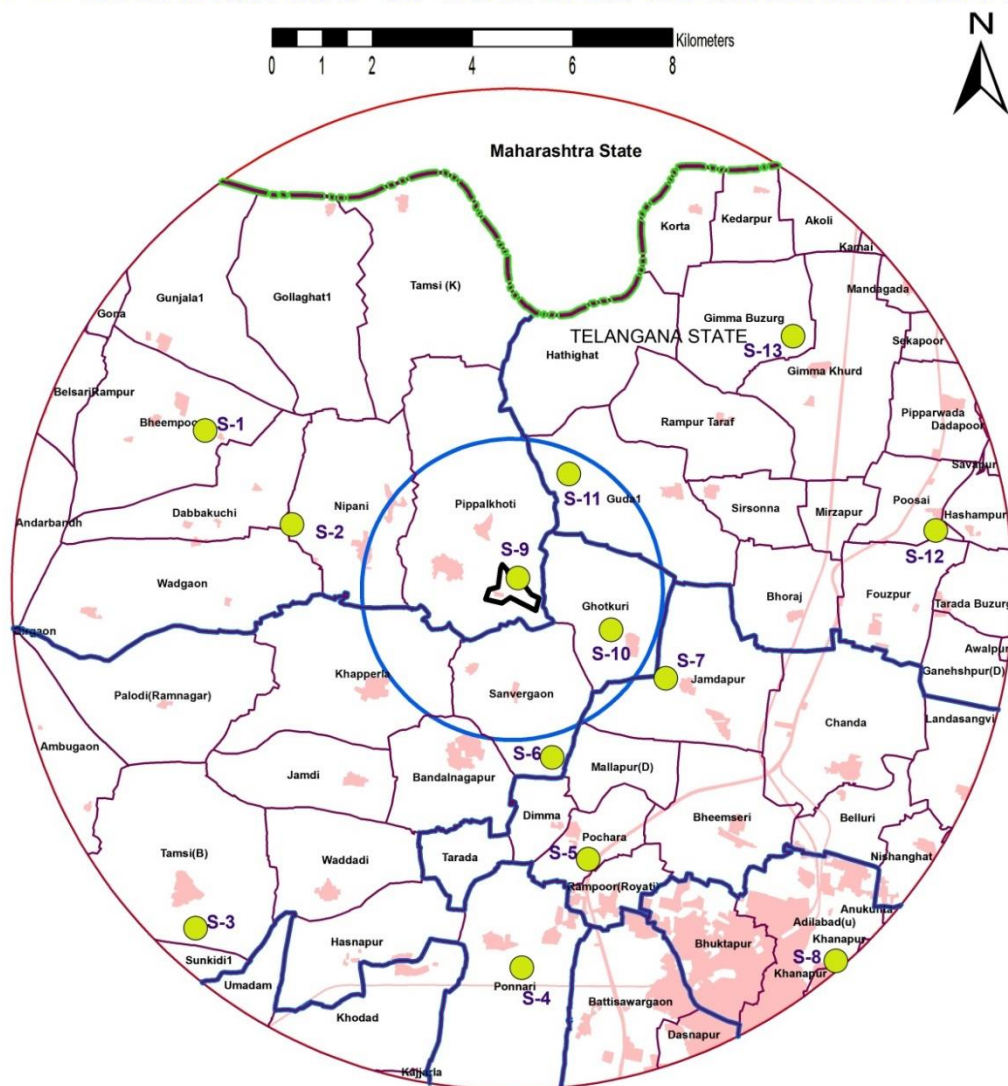 N
Kilometers
0 1 2 4 6 8
Maharashtra State
Korta
Kedarpur
Akoli
Kamai
Mandagada
Gunjala1
Gollaghat1
Tamsi (K)
Gona
Gimma Buzurg
TELANGANA STATE
S-13
Sekapoor
Hathighat
Gimma Khurd
BelsariRampur
Bheempoo
S-1
Rampur Taraf
Pipparwada
Dadapoor
Savapur
Dabbakuchi
Nipani
Pippalkhoti
S-11
Guda1
Sirsonna
Mirzapur
Poosai
Hashampur
Andarbandh
S-2
S-12
Wadgaon
S-9
Bhoraj
Fouzpur
Tarada Buzurg
Ghotkuri
Dirgaon
S-10
Awalpur
Ganehshpur(D)
Palodi(Ramnagar)
Khapperla
Sanvergaon
S-7
Jamdapur
Landasangvi
Chanda
Ambugaon
S-6
Jamdi
Bandalnagapur
Mallapur(D)
Dimma
Bheemseri
Belluri
Pochara
Tamsi(B)
Waddadi
Tarada
S-5
Nishanghat
Rampoor(Royati)
Anukunta
S-3
Adilabad(u)
Hasnapur
Bhuktapur
Khanapur
Sunkidi1
S-8
Khanapur
Umadam
Ponnari
S-4
Battisawargaon
Khodad
Dasnapur
Kajjarla